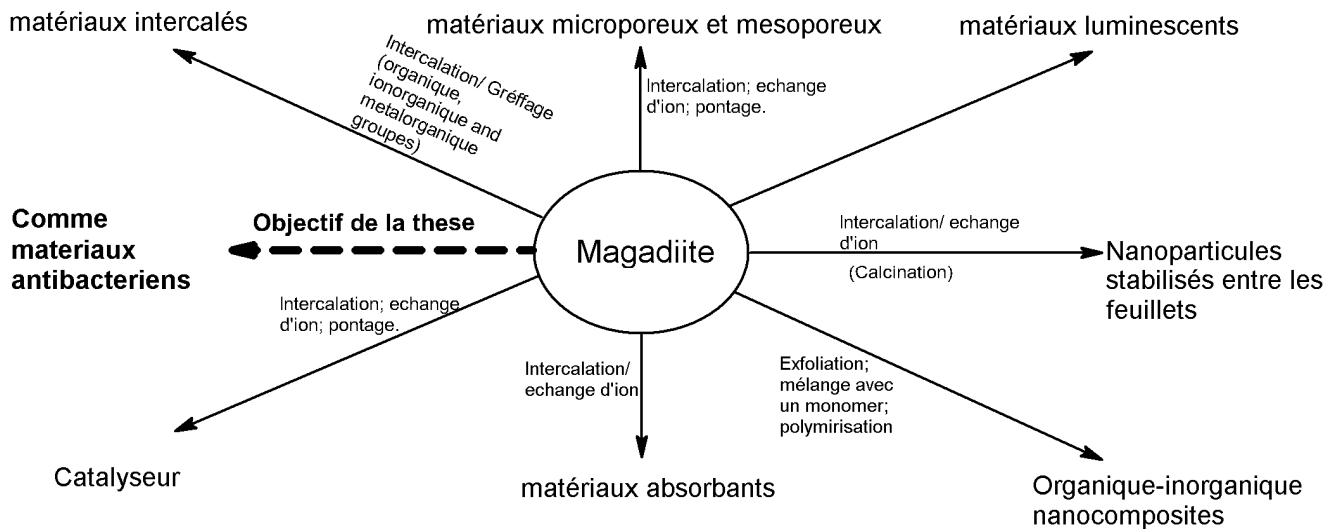 matériaux intercalés
matériaux microporeux et mesoporeux
matériaux luminescents
Intercalation/ Gréffage
(organique,
ionorganique and
metalorganique
groupes)
Intercalation; echange
d'ion; pontage.
Comme
materiaux
antibacteriens
Objectif de la these
Magadiite
Intercalation/ echange
d'ion
(Calcination)
Nanoparticules
stabilisés entre les
feuillets
Intercalation; echange
d'ion; pontage.
Intercalation/
echange d'ion
Exfoliation;
mélange avec
un monomer;
polymirisation
Catalyseur
matériaux absorbants
Organique-inorganique
nanocomposites